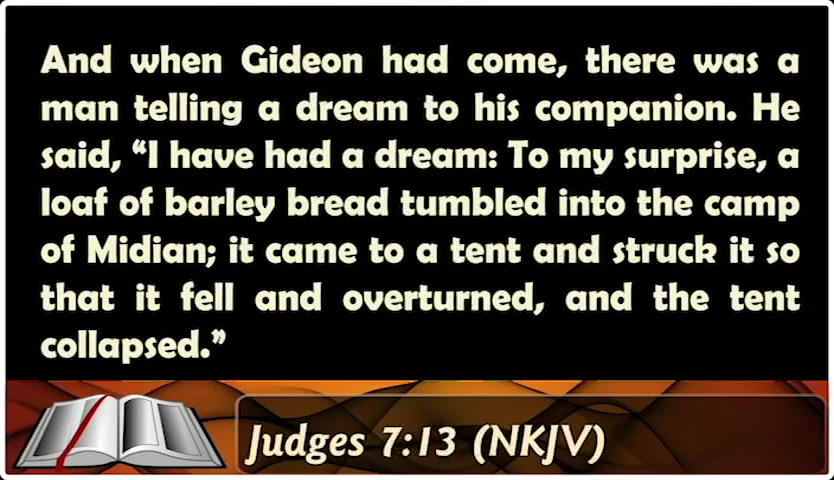 And when Gideon had come, there was a
man telling a dream to his companion. He
said, “I have had a dream: To my surprise, a
loaf of barley bread tumbled into the camp
of Midian; it came to a tent and struck it so
that it fell and overturned, and the tent
collapsed.”
Judges 7:13 (NKJV)